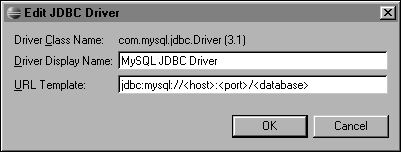 Edit JDBC Driver
Driver Class Name: com.mysql.jdbc.Driver (3.1)
Driver Display Name: MySQL JDBC Driver
URL Template: jdbc:mysql://<host>:<port>/<database>
OK Cancel